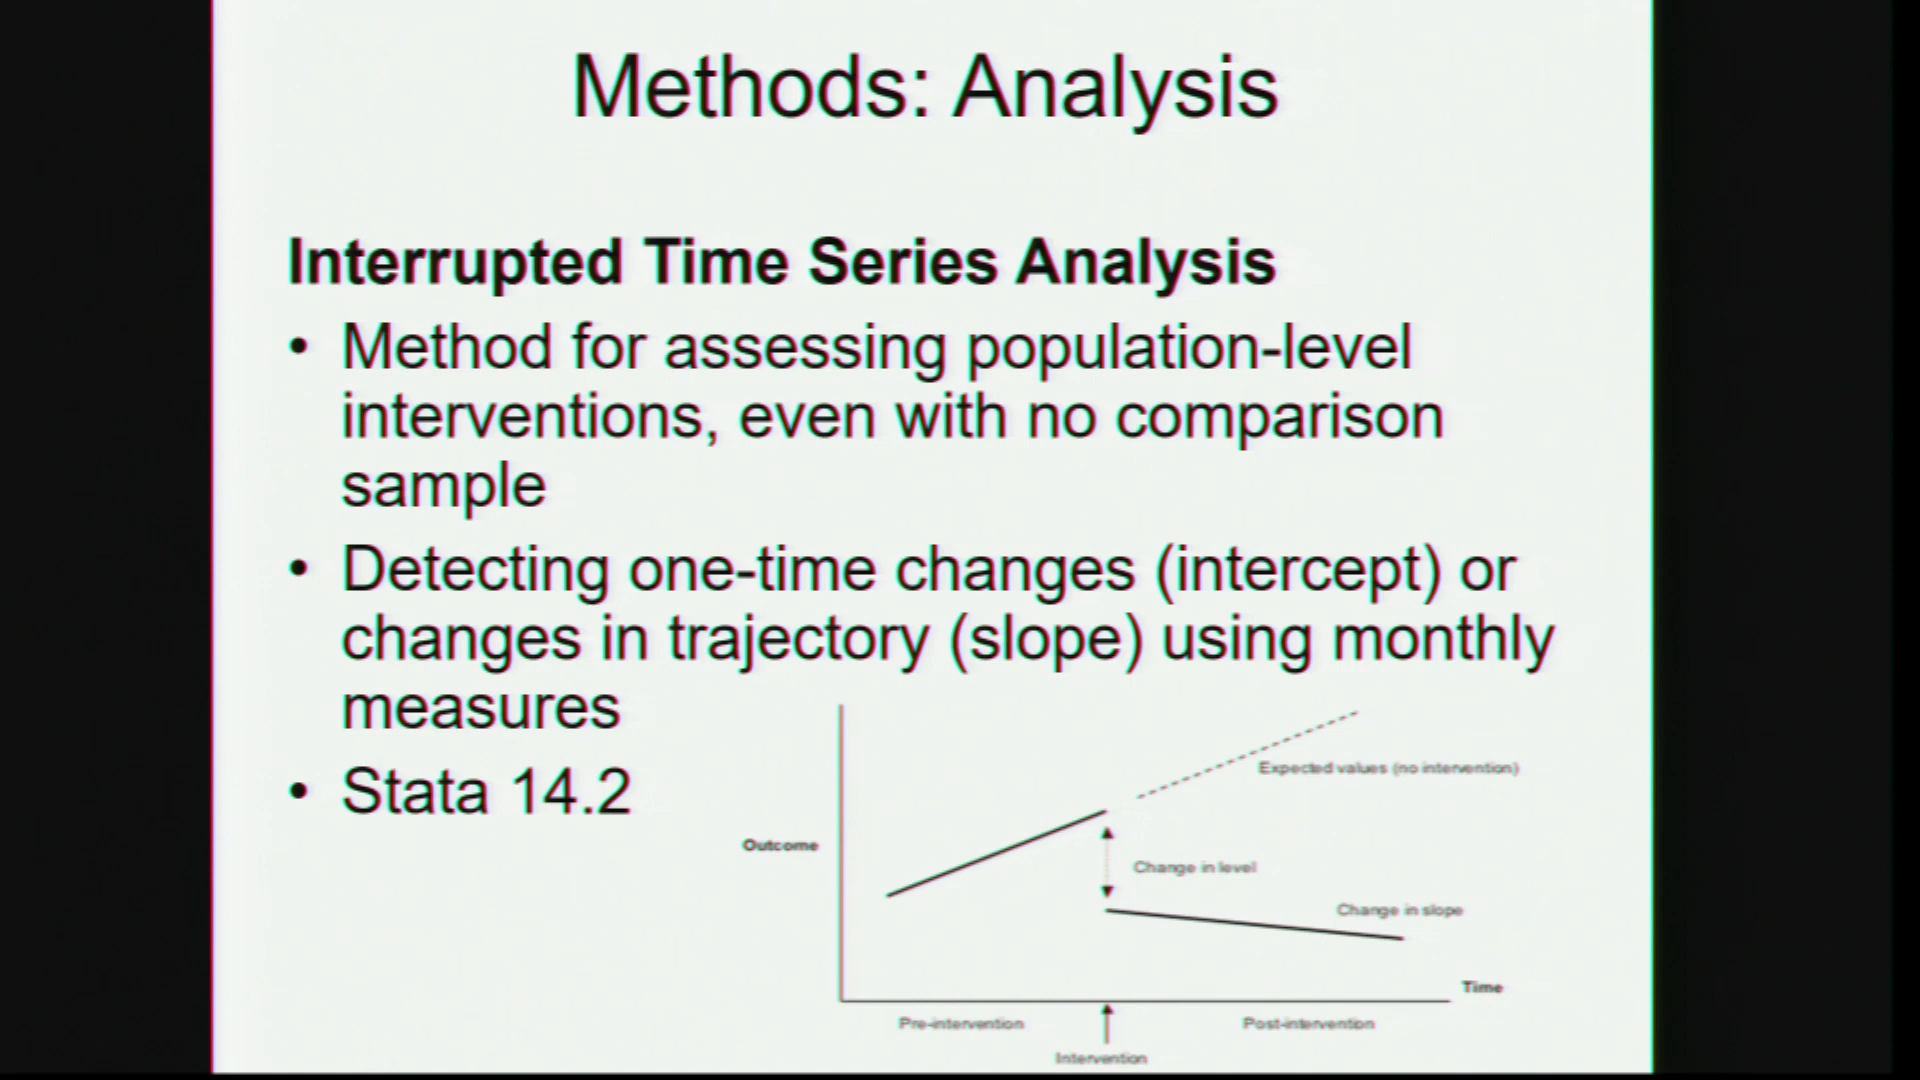 Methods: Analysis
Interrupted Time Series Analysis
• Method for assessing population-level
interventions, even with no comparison
sample
• Detecting one-time changes (intercept) or
changes in trajectory (slope) using monthly
measures
• Stata 14.2
Expected values (no intervention)
Outcome
Change in level
Change in slope
Time
Pre-intervention
Post-intervention
Intervention